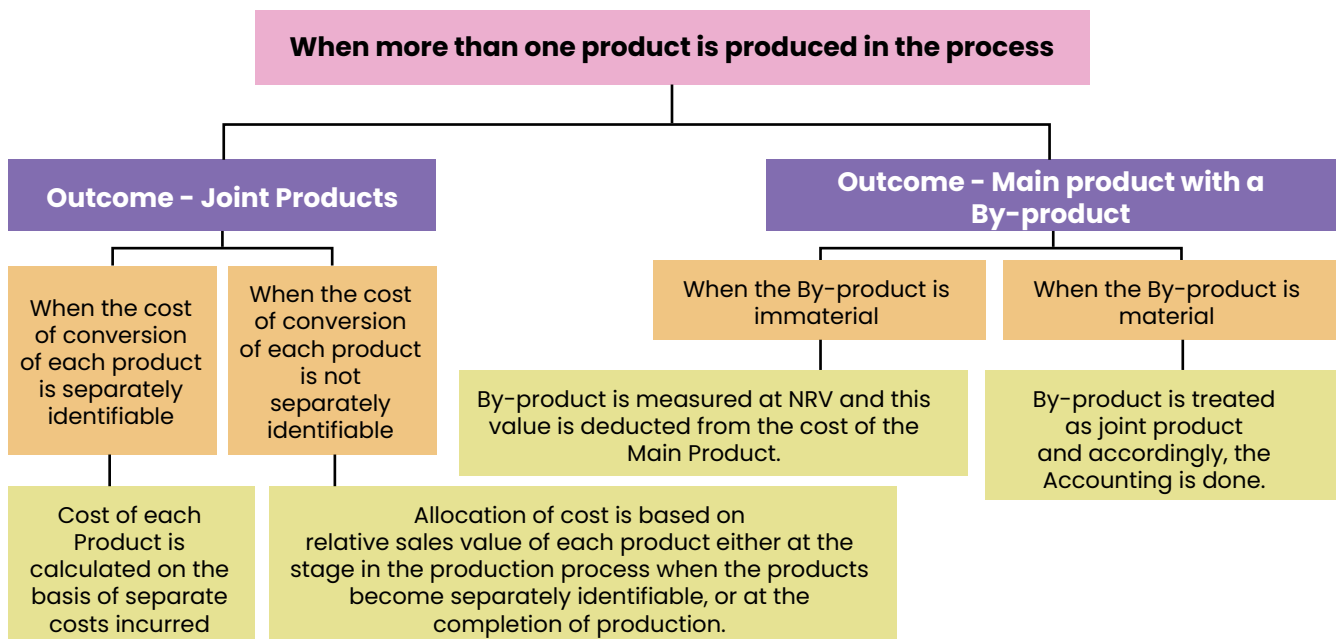 When more than one product is produced in the process
Outcome - Joint Products
Outcome - Main product with a
By-product
When the cost
of conversion
of each product
is separately
identifiable
When the cost
of conversion
of each product
is not
separately
identifiable
When the By-product is
immaterial
When the By-product is
material
By-product is measured at NRV and this
value is deducted from the cost of the
Main Product.
By-product is treated
as joint product
and accordingly, the
Accounting is done.
Cost of each
Product is
calculated on the
basis of separate
costs incurred
Allocation of cost is based on
relative sales value of each product either at the
stage in the production process when the products
become separately identifiable, or at the
completion of production.